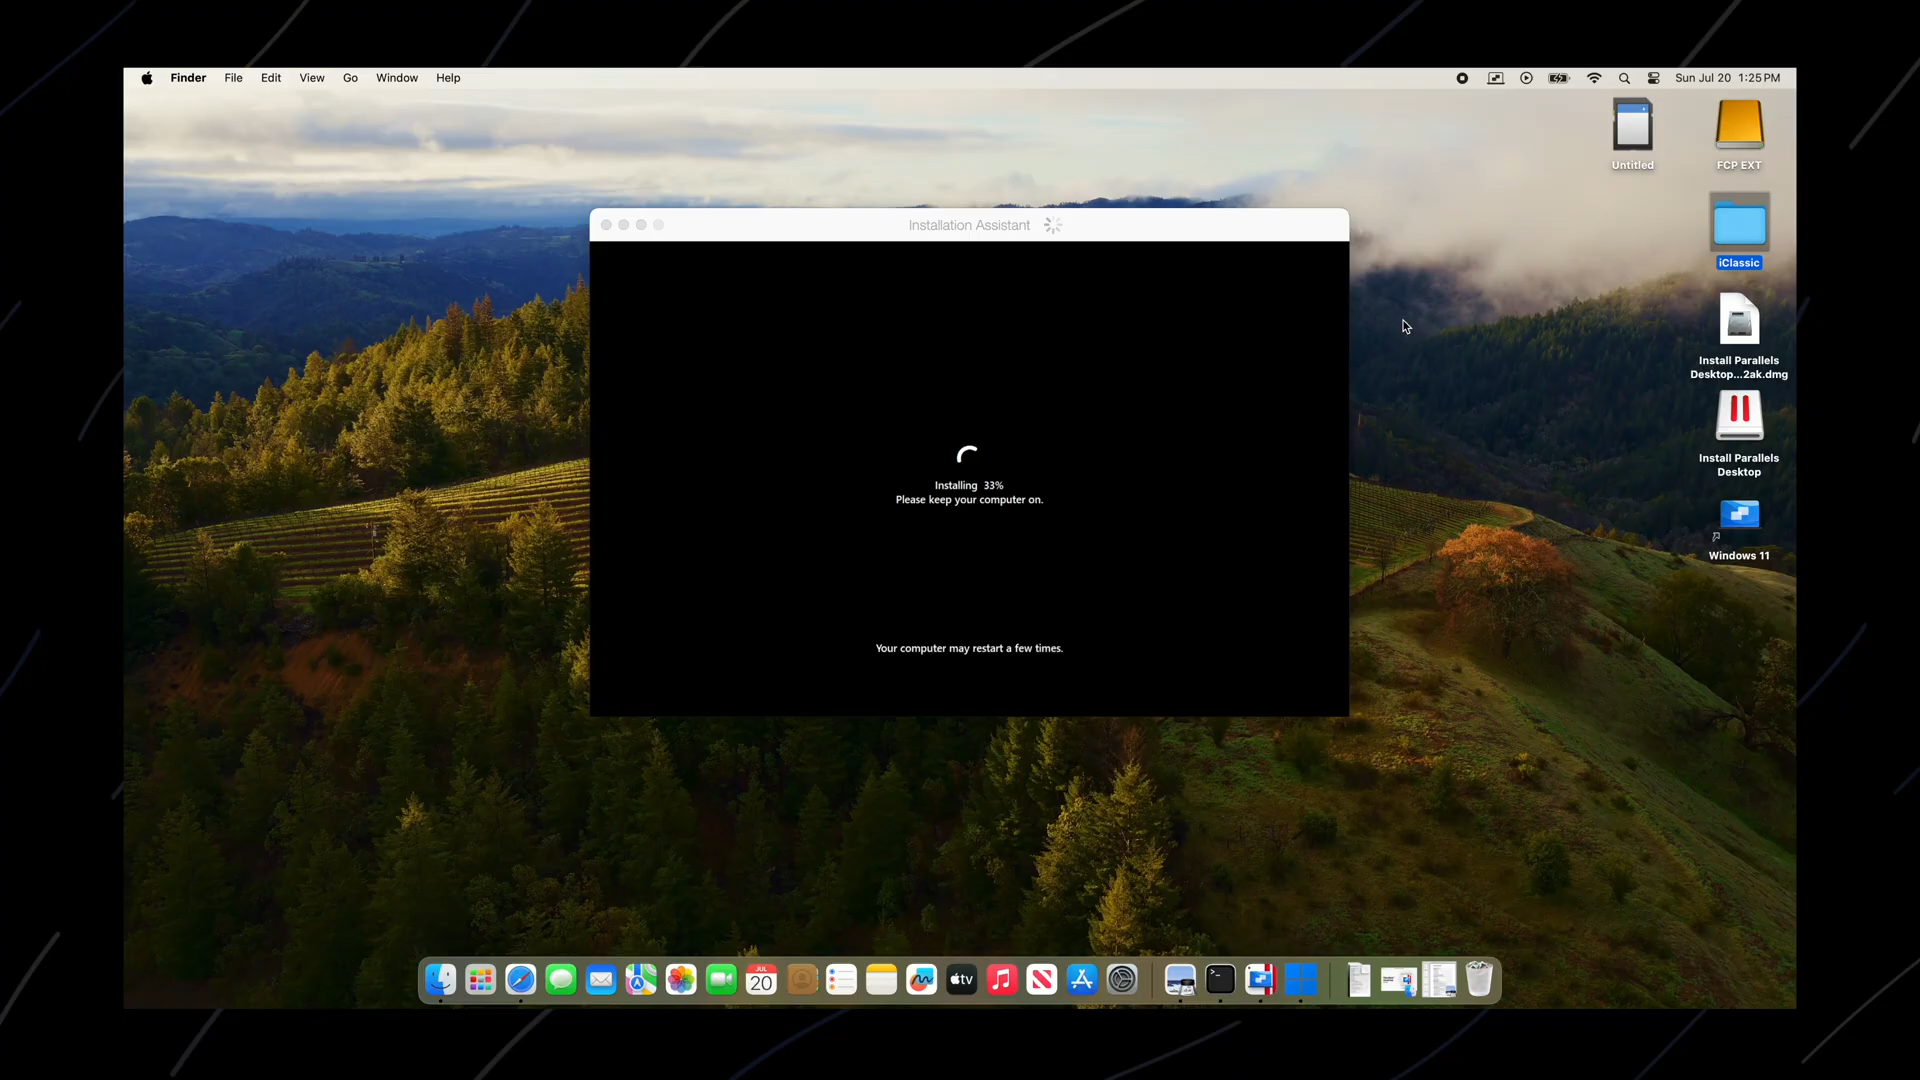 Finder File Edit View Go Window Help
Sun Jul 20 1:25 PM
Untitled
FCP EXT
Installation Assistant
iClassic
Install Parallels
Desktop...2ak.dmg
Install Parallels
Desktop
Installing 33%
Please keep your computer on.
Windows 11
Your computer may restart a few times.
JUL
20
tv